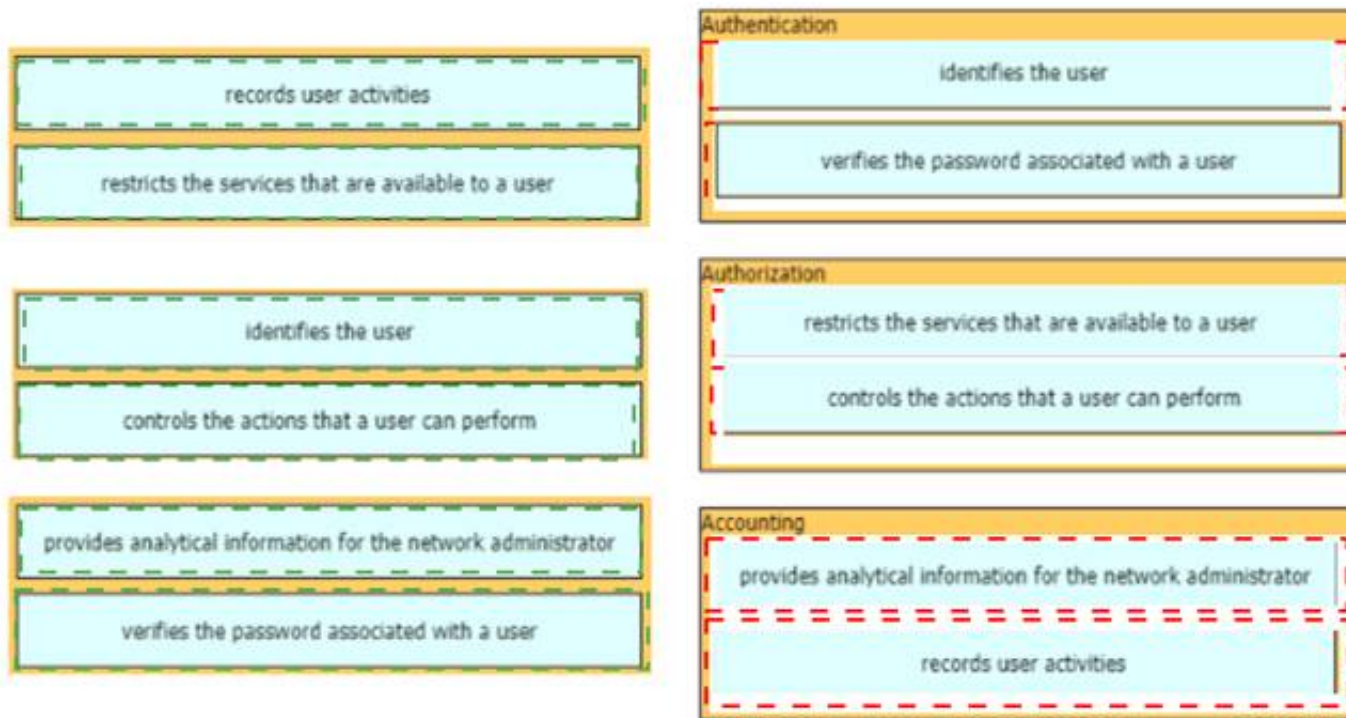 records user activities
restricts the services that are available to a user
identifies the user
controls the actions that a user can perform
provides analytical information for the network administrator
verifies the password associated with a user
Authentication
identifies the user
verifies the password associated with a user
Authorization
restricts the services that are available to a user
controls the actions that a user can perform
Accounting
provides analytical information for the network administrator
records user activities